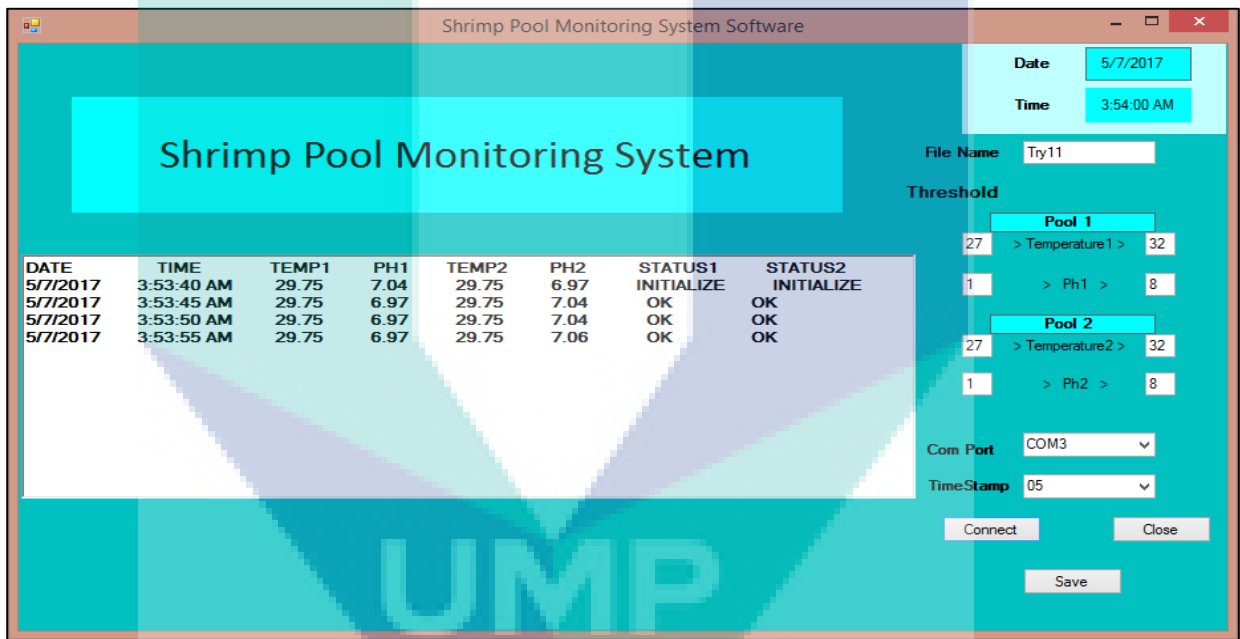 Shrimp Pool Monitoring System Software
Date 5/7/2017
Time 3:54:00 AM
Shrimp Pool Monitoring System
File Name Try11
Threshold
Pool 1
27 > Temperature1 > 32
1 > Ph1 > 8
Pool 2
27 > Temperature2 > 32
1 > Ph2 > 8
DATE TIME TEMP1 PH1 TEMP2 PH2 STATUS1 STATUS2
5/7/2017 3:53:40 AM 29.75 7.04 29.75 6.97 INITIALIZE INITIALIZE
5/7/2017 3:53:45 AM 29.75 6.97 29.75 7.04 OK OK
5/7/2017 3:53:50 AM 29.75 6.97 29.75 7.04 OK OK
5/7/2017 3:53:55 AM 29.75 6.97 29.75 7.06 OK OK
Com Port COM3
TimeStamp 05
Connect Close
Save
UMP